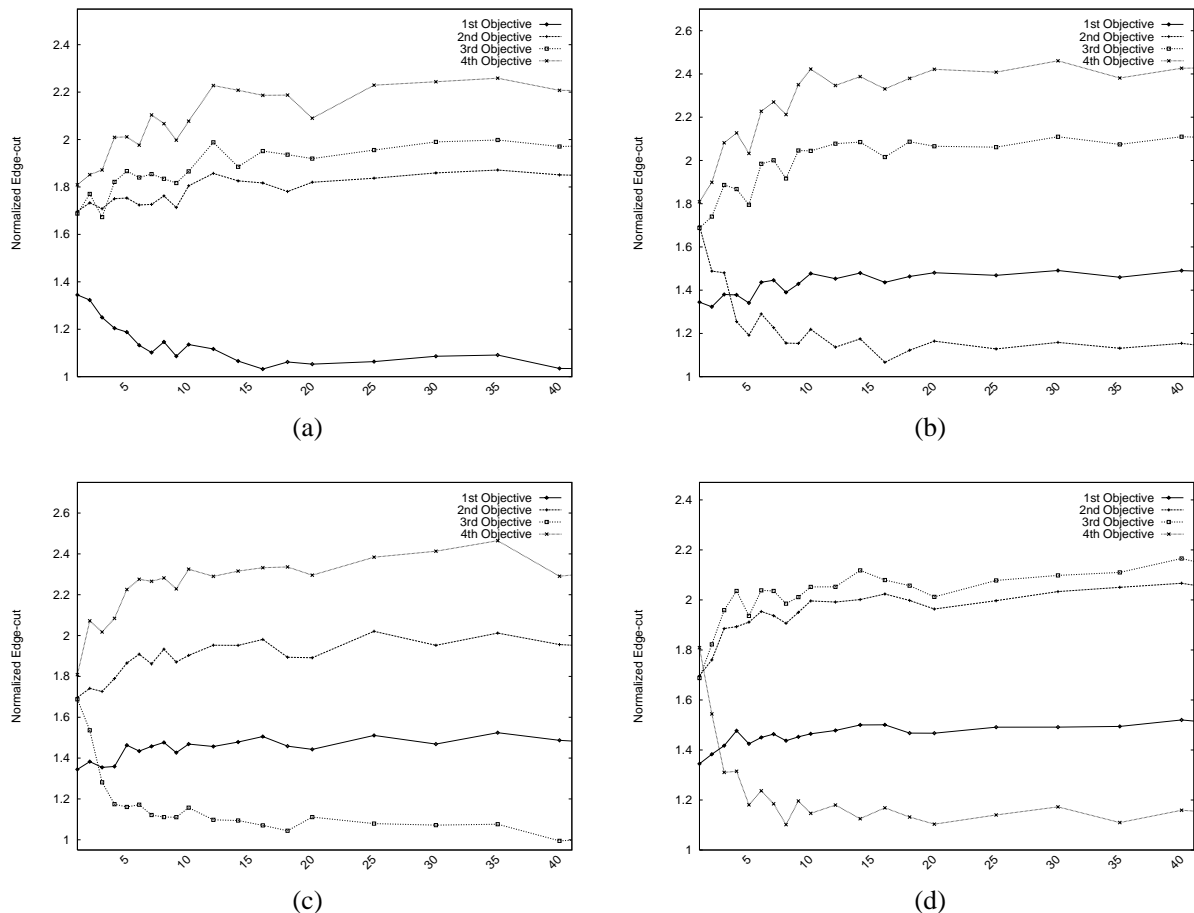 1st Objective
2nd Objective
3rd Objective
4th Objective
Normalized Edge-cut
2.4
2.2
2
1.8
1.6
1.4
1.2
1
5
10
15
20
25
30
35
40
(a)
1st Objective
2nd Objective
3rd Objective
4th Objective
Normalized Edge-cut
2.6
2.4
2.2
2
1.8
1.6
1.4
1.2
1
5
10
15
20
25
30
35
40
(b)
1st Objective
2nd Objective
3rd Objective
4th Objective
Normalized Edge-cut
2.6
2.4
2.2
2
1.8
1.6
1.4
1.2
1
5
10
15
20
25
30
35
40
(c)
1st Objective
2nd Objective
3rd Objective
4th Objective
Normalized Edge-cut
2.4
2.2
2
1.8
1.6
1.4
1.2
1
5
10
15
20
25
30
35
40
(d)